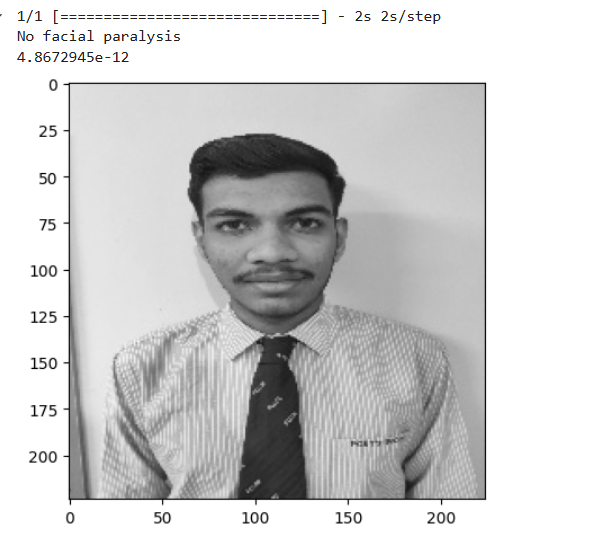 1/1 [==============================] - 2s 2s/step
No facial paralysis
4.8672945e-12
0
25
50
75
100
125
150
175
200
0 50 100 150 200